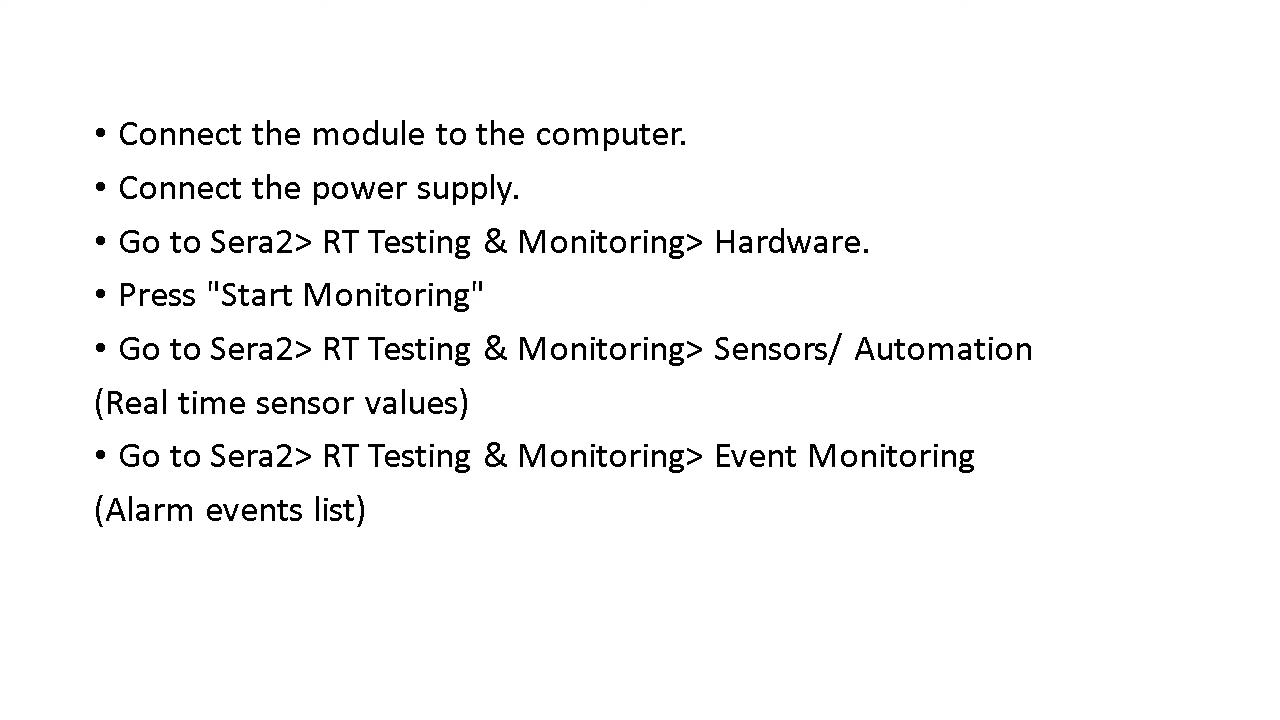 • Connect the module to the computer.
• Connect the power supply.
• Go to Sera2> RT Testing & Monitoring> Hardware.
• Press "Start Monitoring"
• Go to Sera2> RT Testing & Monitoring> Sensors/ Automation
(Real time sensor values)
• Go to Sera2> RT Testing & Monitoring> Event Monitoring
(Alarm events list)